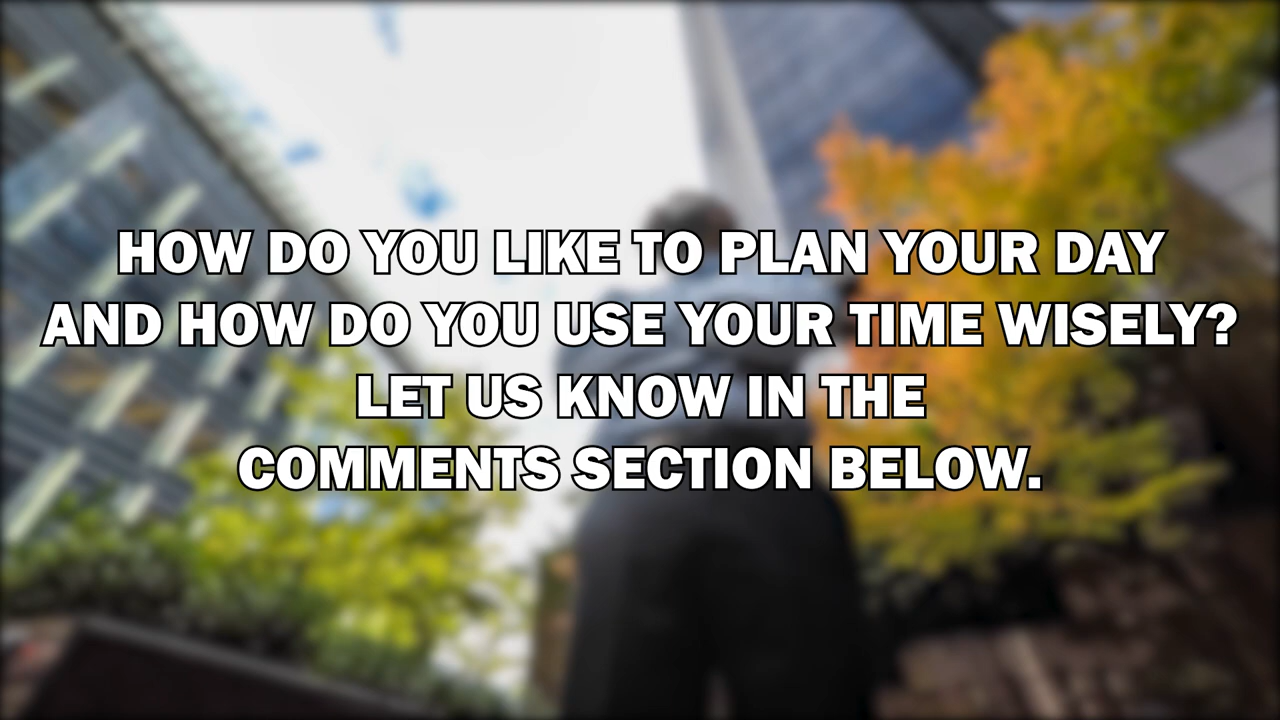 HOW DO YOU LIKE TO PLAN YOUR DAY
AND HOW DO YOU USE YOUR TIME WISELY?
LET US KNOW IN THE
COMMENTS SECTION BELOW.